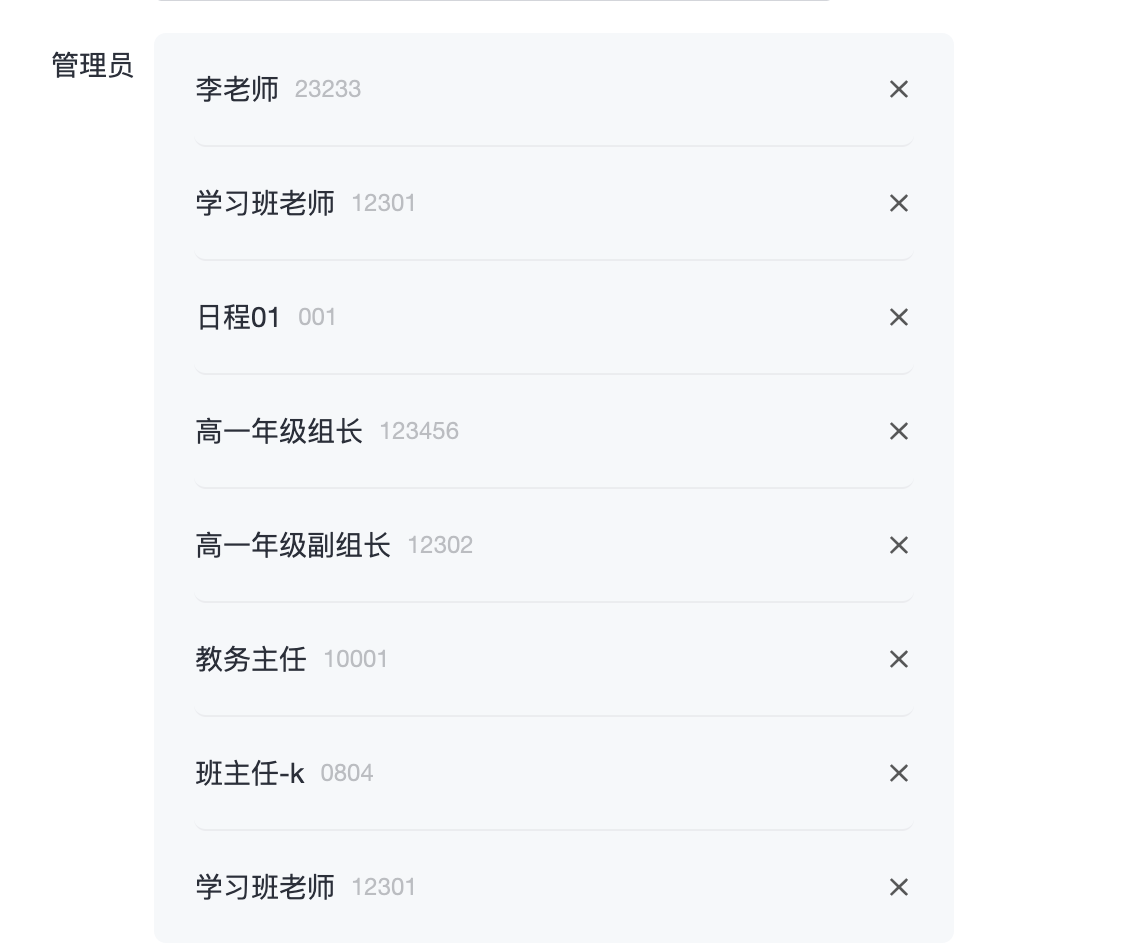 管理员
李老师 23233
学习班老师 12301
日程01 001
高一年级组长 123456
高一年级副组长 12302
教务主任 10001
班主任-k 0804
学习班老师 12301